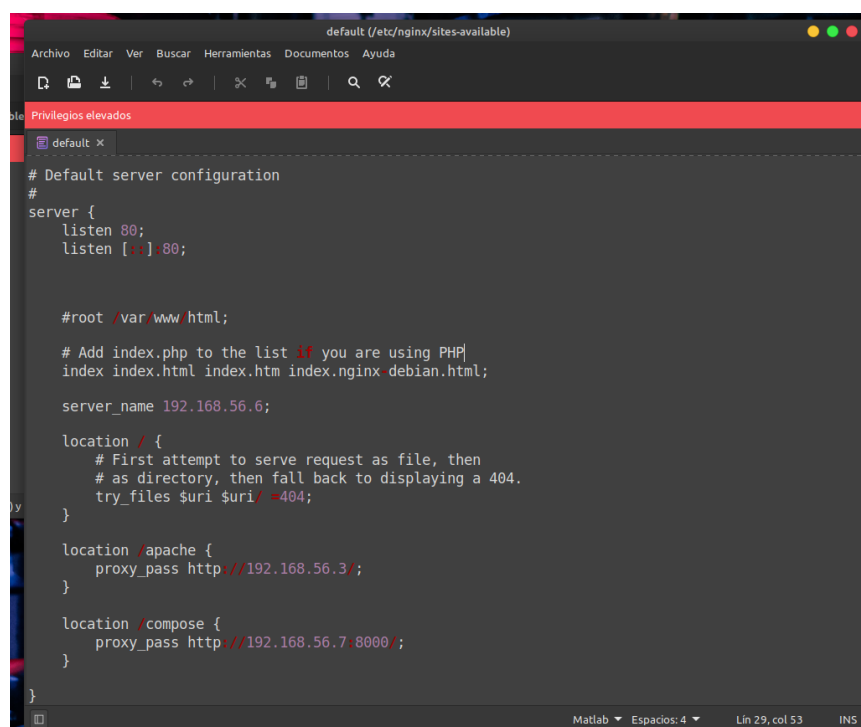 default (/etc/nginx/sites-available)
Archivo Editar Ver Buscar Herramientas Documentos Ayuda
ble
Privilegios elevados
default ×
# Default server configuration
#
server {
listen 80;
listen [::]:80;
#root /var/www/html;
# Add index.php to the list if you are using PHP
index index.html index.htm index.nginx-debian.html;
server_name 192.168.56.6;
location / {
# First attempt to serve request as file, then
# as directory, then fall back to displaying a 404.
try_files $uri $uri/ =404;
) y
}
location /apache {
proxy_pass http://192.168.56.3/;
}
location /compose {
proxy_pass http://192.168.56.7:8000/;
}
}
Matlab Espacios: 4 Lín 29, col 53 INS